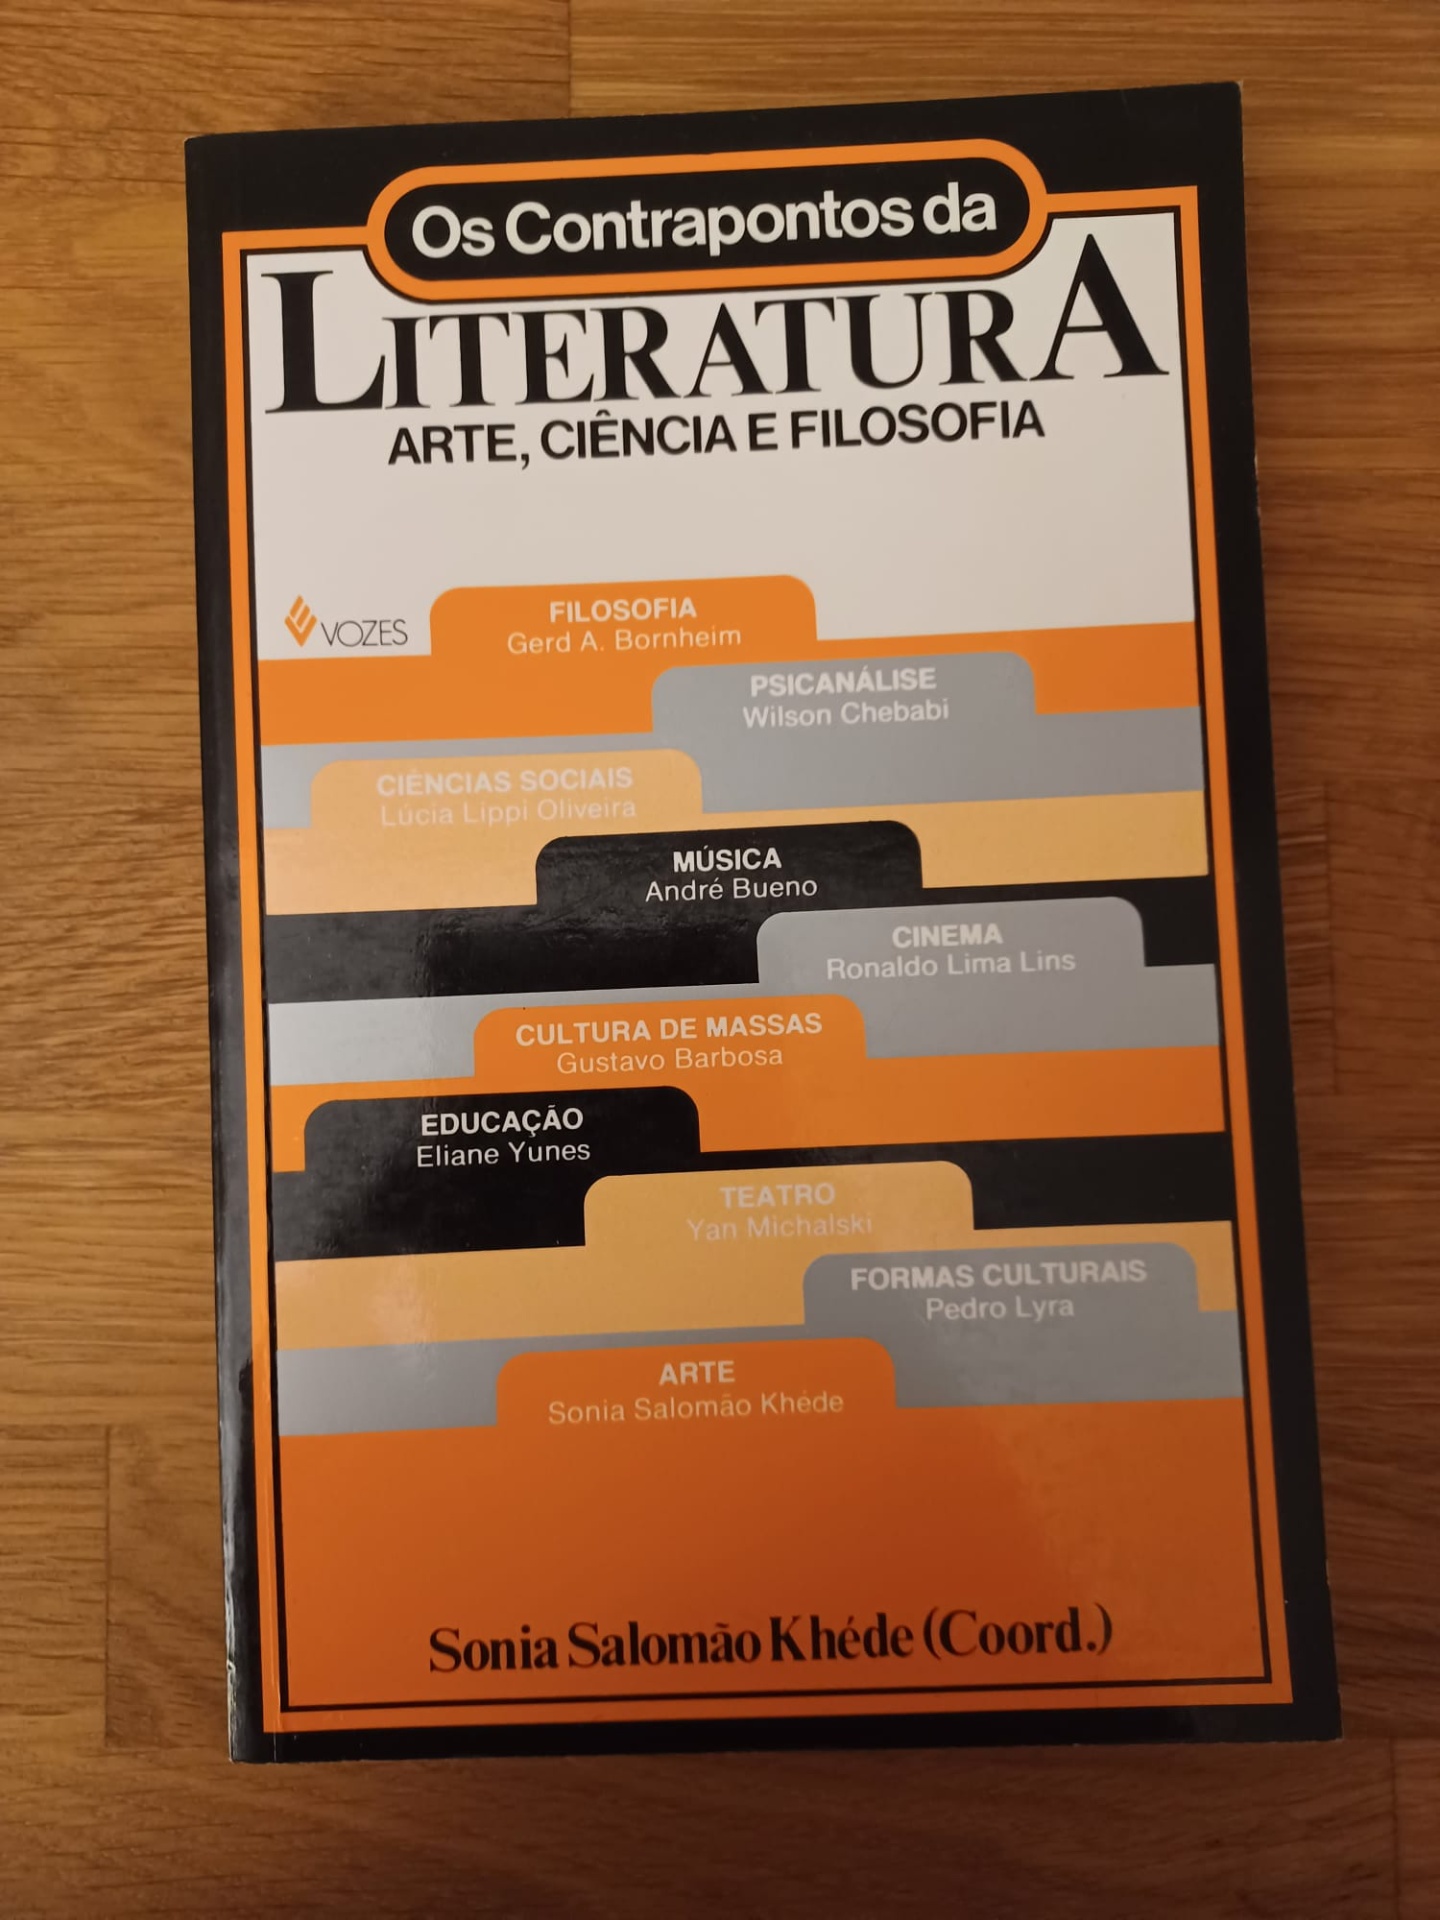 Os Contrapontos da
LITERATURA
ARTE, CIÊNCIA E FILOSOFIA
VOZES
FILOSOFIA
Gerd A. Bornheim
PSICANÁLISE
Wilson Chebabi
CIÊNCIAS SOCIAIS
Lúcia Lippi Oliveira
MÚSICA
André Bueno
CINEMA
Ronaldo Lima Lins
CULTURA DE MASSAS
Gustavo Barbosa
EDUCAÇÃO
Eliane Yunes
TEATRO
Yan Michalski
FORMAS CULTURAIS
Pedro Lyra
ARTE
Sonia Salomão Khéde
Sonia Salomão Khéde (Coord.)